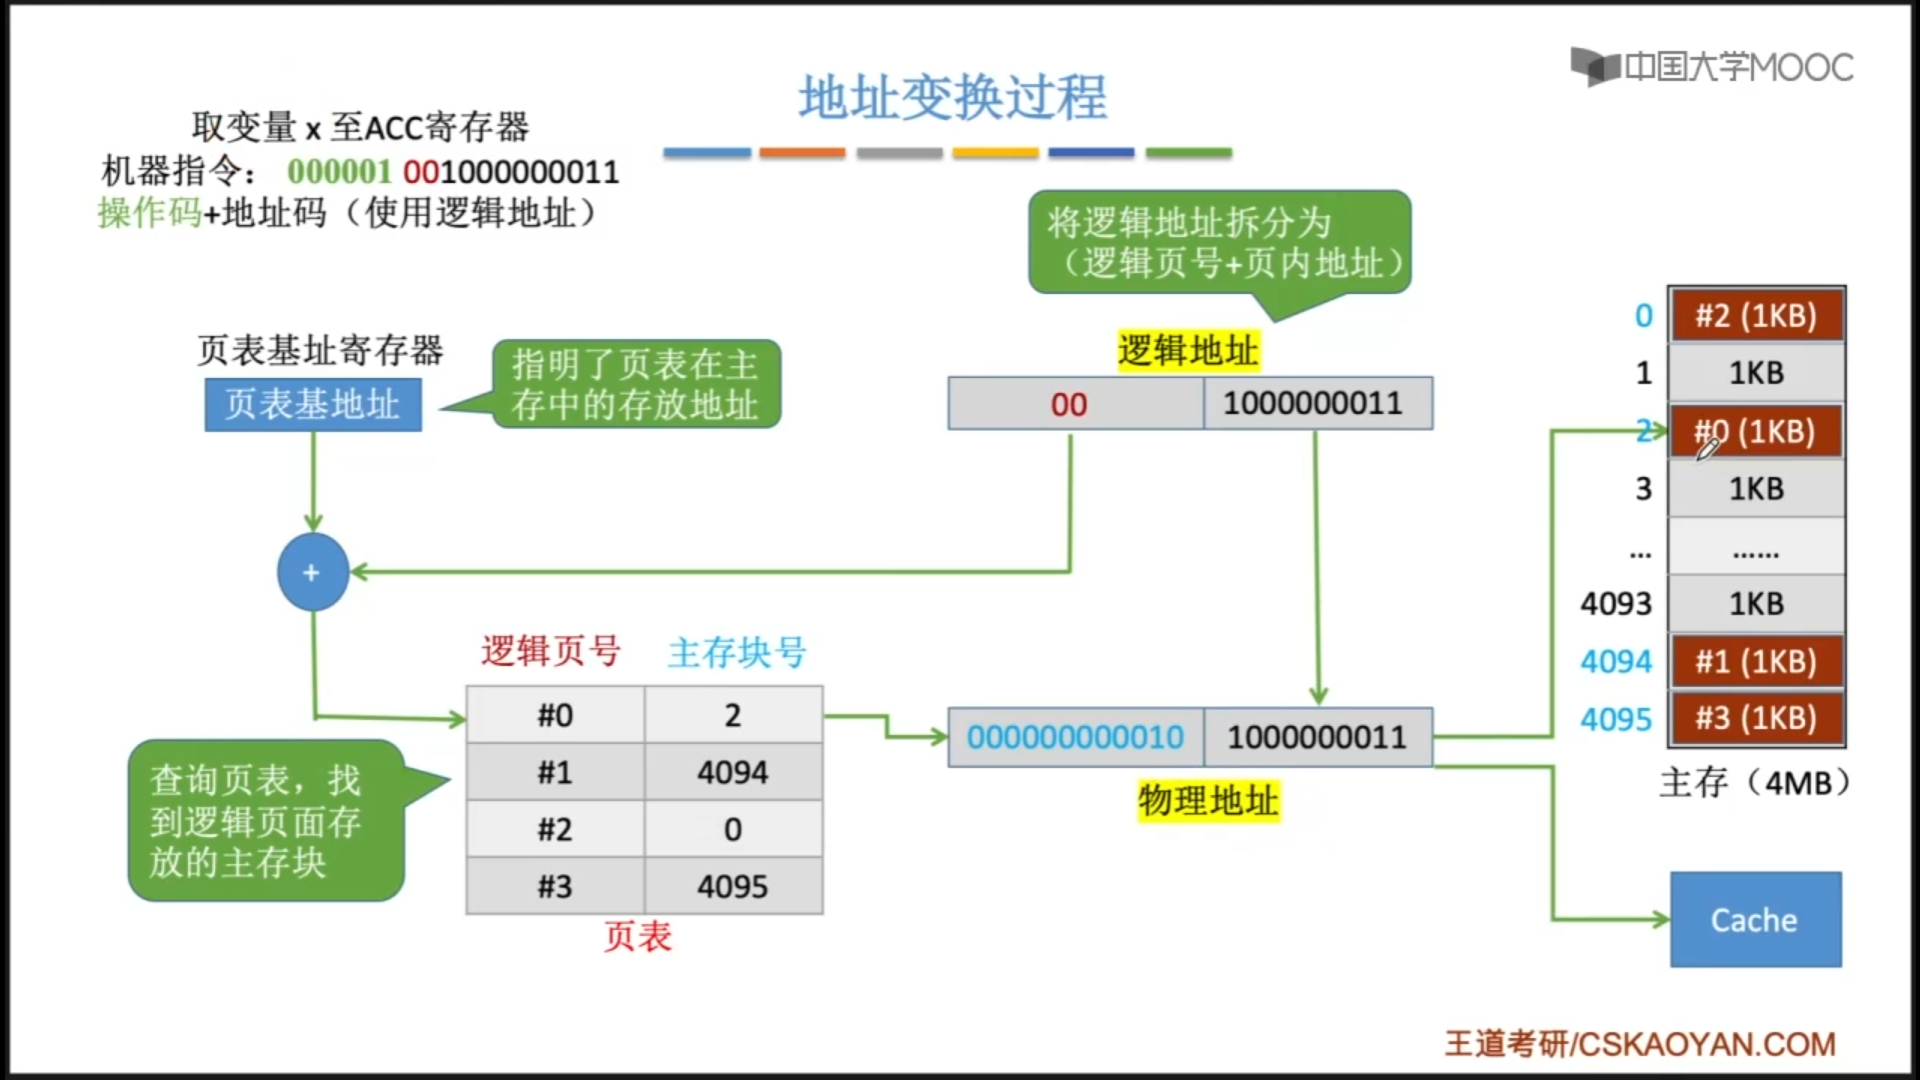 中国大学MOOC
地址变换过程
取变量 x 至ACC寄存器
机器指令： 000001 001000000011
操作码+地址码（使用逻辑地址）
将逻辑地址拆分为
（逻辑页号+页内地址）
页表基址寄存器
页表基地址
指明了页表在主
存中的存放地址
逻辑地址
00 1000000011
+
逻辑页号 主存块号
#0 2
#1 4094
#2 0
#3 4095
页表
查询页表，找
到逻辑页面存
放的主存块
000000000010 1000000011
物理地址
0 #2 (1KB)
1 1KB
2 #0 (1KB)
3 1KB
... ......
4093 1KB
4094 #1 (1KB)
4095 #3 (1KB)
主存（4MB）
Cache
王道考研/CSKAOYAN.COM